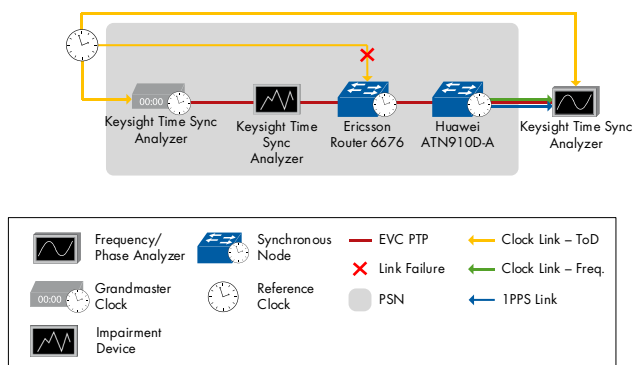 00:00
Keysight Time Sync
Analyzer
Keysight Time
Sync
Analyzer
Ericsson
Router 6676
Huawei
ATN910D-A
Keysight Time Sync
Analyzer
Frequency/
Phase Analyzer
Synchronous
Node
EVC PTP
Clock Link – ToD
Link Failure
Clock Link – Freq.
00:00
Grandmaster
Clock
Reference
Clock
PSN
1PPS Link
Impairment
Device